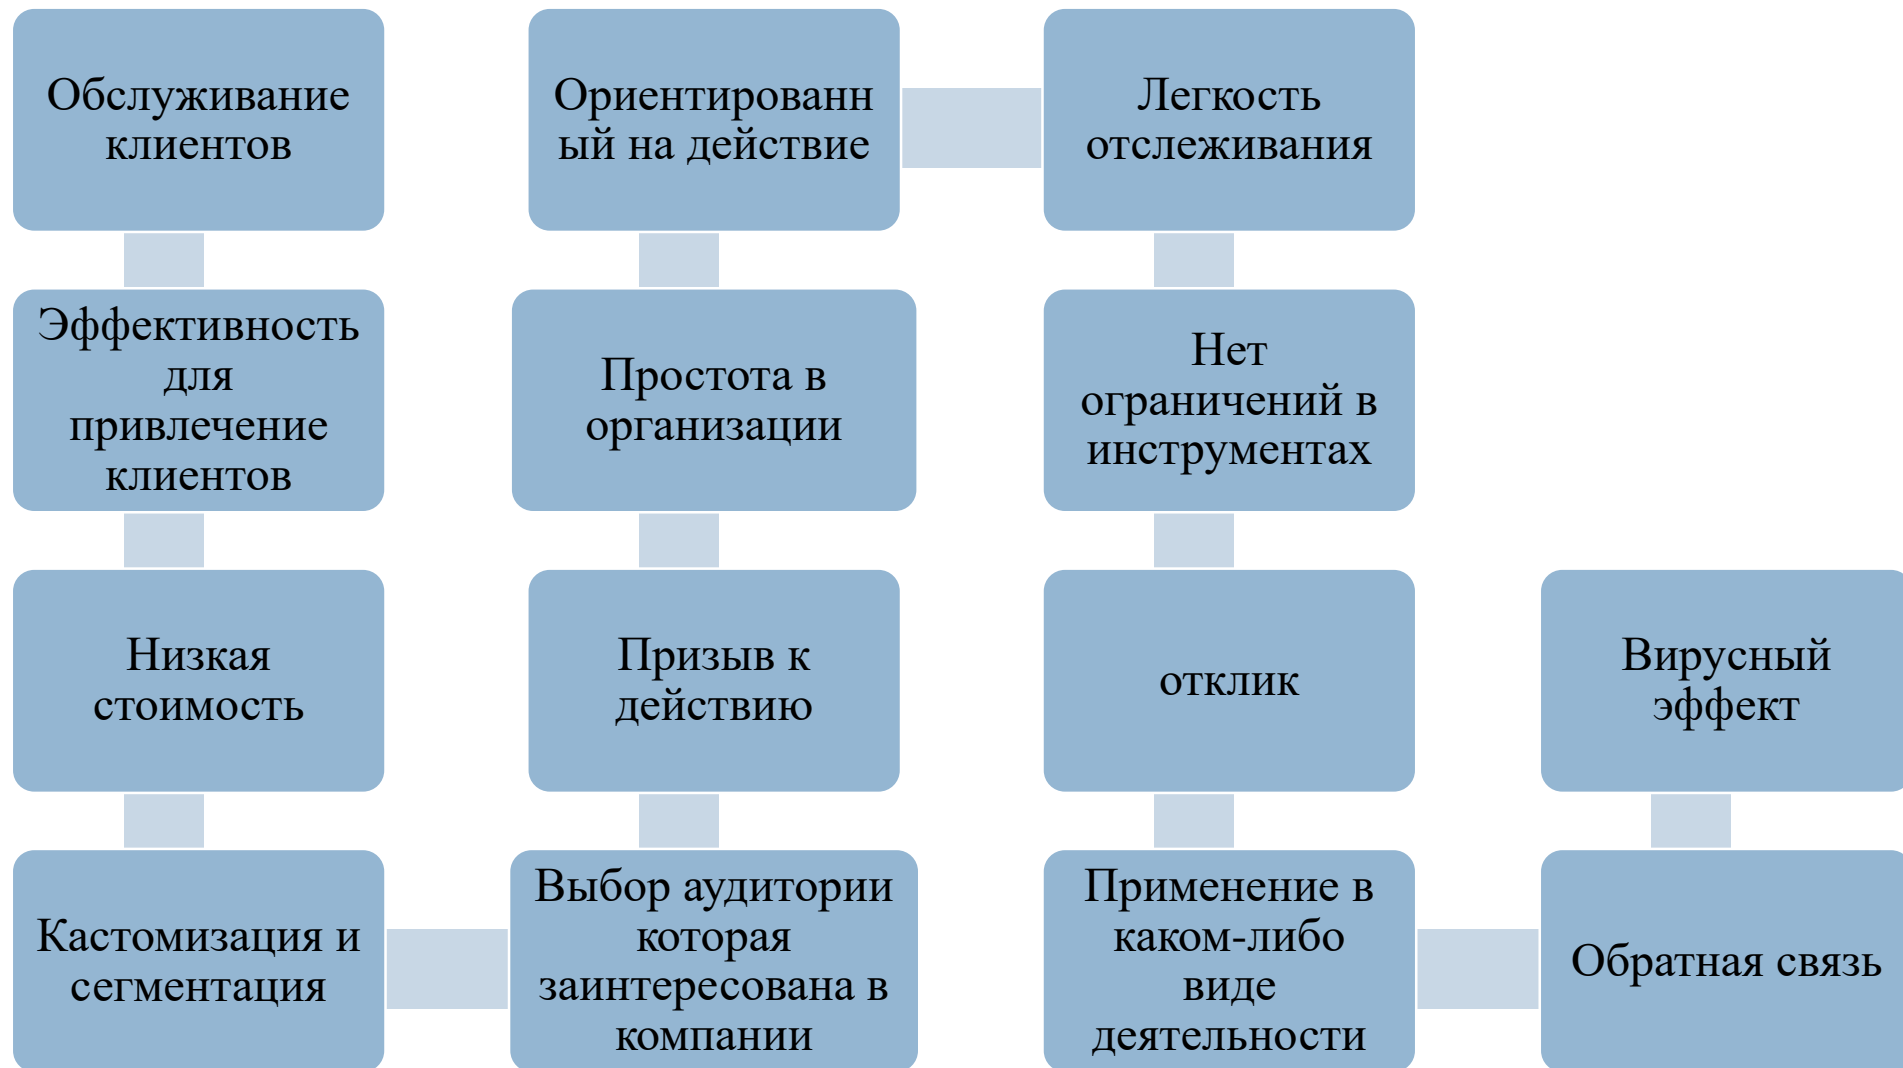 Обслуживание
клиентов
Эффективность
для
привлечение
клиентов
Низкая
стоимость
Кастомизация и
сегментация
Выбор аудитории
которая
заинтересована в
компании
Призыв к
действию
Простота в
организации
Ориентированн
ый на действие
Легкость
отслеживания
Нет
ограничений в
инструментах
отклик
Применение в
каком-либо
виде
деятельности
Обратная связь
Вирусный
эффект